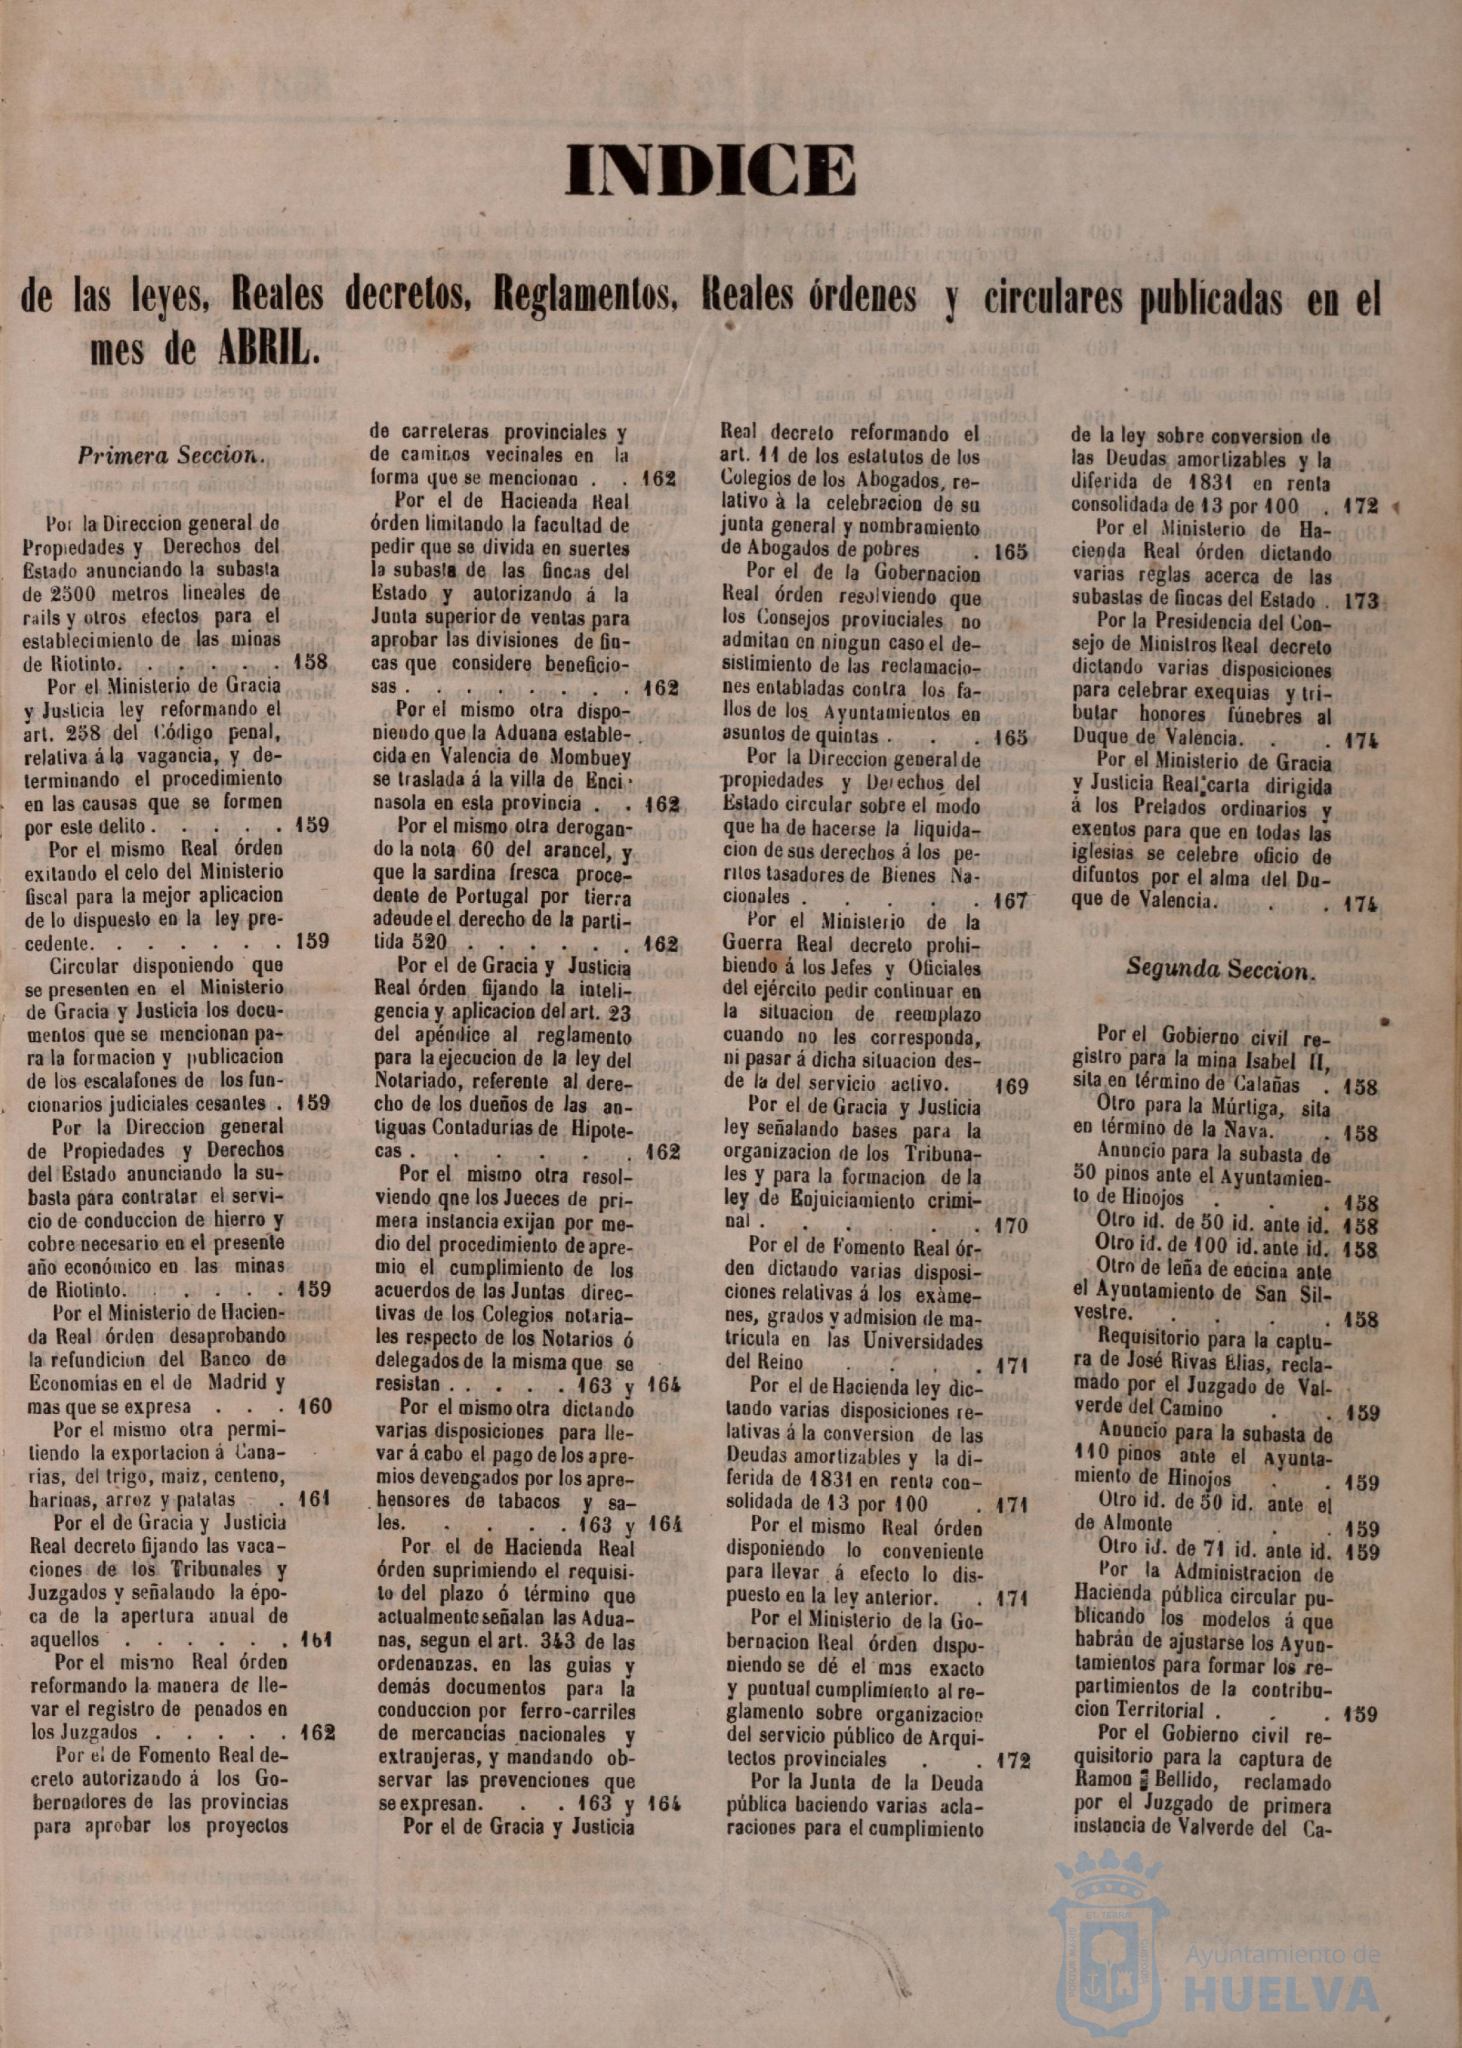 INDICE
de las leyes, Reales decretos, Reglamentos, Reales órdenes y circulares publicadas en el
mes de ABRIL.
Primera Seccion.
Por la Direccion general de
Propiedades y Derechos del
Estado anunciando la subasta
de 2500 metros lineales de
rails y otros efectos para el
establecimiento de las minas
de Riotinto. . . . . . 158
Por el Ministerio de Gracia
y Justicia ley reformando el
art. 258 del Código penal,
relativa á la vagancia, y de-
terminando el procedimiento
en las causas que se formen
por este delito . . . . . 159
Por el mismo Real órden
exitando el celo del Ministerio
fiscal para la mejor aplicacion
de lo dispuesto en la ley pre-
cedente. . . . . . . 159
Circular disponiendo que
se presenten en el Ministerio
de Gracia y Justicia los docu-
mentos que se mencionan pa-
ra la formacion y publicacion
de los escalafones de los fun-
cionarios judiciales cesantes . 159
Por la Direccion general
de Propiedades y Derechos
del Estado anunciando la su-
basta para contratar el servi-
cio de conduccion de hierro y
cobre necesario en el presente
año económico en las minas
de Riotinto. . . . . . 159
Por el Ministerio de Hacien-
da Real órden desaprobando
la refundicion del Banco de
Economías en el de Madrid y
mas que se expresa . . . 160
Por el mismo otra permi-
tiendo la exportacion á Cana-
rias, del trigo, maiz, centeno,
harinas, arroz y patatas . 161
Por el de Gracia y Justicia
Real decreto fijando las vaca-
ciones de los Tribunales y
Juzgados y señalando la épo-
ca de la apertura anual de
aquellos . . . . . . 161
Por el mismo Real órden
reformando la manera de lle-
var el registro de penados en
los Juzgados . . . . . 162
Por el de Fomento Real de-
creto autorizando á los Go-
bernadores de las provincias
para aprobar los proyectos
de carreteras provinciales y
de caminos vecinales en la
forma que se mencionan . . 162
Por el de Hacienda Real
órden limitando la facultad de
pedir que se divida en suertes
la subasta de las fincas del
Estado y autorizando á la
Junta superior de ventas para
aprobar las divisiones de fin-
cas que considere beneficio-
sas . . . . . . . . 162
Por el mismo otra dispo-
niendo que la Aduana estable-
cida en Valencia de Mombuey
se traslada á la villa de Enci-
nasola en esta provincia . . 162
Por el mismo otra derogan-
do la nota 60 del arancel, y
que la sardina fresca proce-
dente de Portugal por tierra
adeude el derecho de la parti-
tida 520 . . . . . . 162
Por el de Gracia y Justicia
Real órden fijando la inteli-
gencia y aplicacion del art. 23
del apéndice al reglamento
para la ejecucion de la ley del
Notariado, referente al dere-
cho de los dueños de las an-
tiguas Contadurias de Hipote-
cas . . . . . . . 162
Por el mismo otra resol-
viendo qne los Jueces de pri-
mera instancia exijan por me-
dio del procedimiento de apre-
mio el cumplimiento de los
acuerdos de las Juntas direc-
tivas de los Colegios notaria-
les respecto de los Notarios ó
delegados de la misma que se
resistan . . . . . 163 y 164
Por el mismo otra dictando
varias disposiciones para lle-
var á cabo el pago de los apre-
mios devengados por los apre-
hensores de tabacos y sa-
les. . . . . . 163 y 164
Por el de Hacienda Real
órden suprimiendo el requisi-
to del plazo ó término que
actualmente señalan las Adua-
nas, segun el art. 343 de las
ordenanzas. en las guias y
demás documentos para la
conduccion por ferro-carriles
de mercancías nacionales y
extranjeras, y mandando ob-
servar las prevenciones que
se expresan. . . 163 y 164
Por el de Gracia y Justicia
Real decreto reformando el
art. 11 de los estatutos de los
Colegios de los Abogados, re-
lativo á la celebracion de su
junta general y nombramiento
de Abogados de pobres . 165
Por el de la Gobernacion
Real órden resolviendo que
los Consejos provinciales no
admitan en ningun caso el de-
sistimiento de las reclamacio-
nes entabladas contra los fa-
llos de los Ayuntamientos en
asuntos de quintas . . . 165
Por la Direccion general de
propiedades y Derechos del
Estado circular sobre el modo
que ha de hacerse la liquida-
cion de sus derechos á los pe-
ritos tasadores de Bienes Na-
cionales . . . . . . 167
Por el Ministerio de la
Guerra Real decreto prohi-
biendo á los Jefes y Oficiales
del ejército pedir continuar en
la situacion de reemplazo
cuando no les corresponda,
ni pasar á dicha situacion des-
de la del servicio activo. 169
Por el de Gracia y Justicia
ley señalando bases para la
organizacion de los Tribuna-
les y para la formacion de la
ley de Enjuiciamiento crimi-
nal . . . . . . . 170
Por el de Fomento Real ór-
den dictando varias disposi-
ciones relativas á los exáme-
nes, grados y admision de ma-
trícula en las Universidades
del Reino . . . . 171
Por el de Hacienda ley dic-
tando varias disposiciones re-
lativas á la conversion de las
Deudas amortizables y la di-
ferida de 1831 en renta con-
solidada de 13 por 100 . 171
Por el mismo Real órden
disponiendo lo conveniente
para llevar á efecto lo dis-
puesto en la ley anterior. . 171
Por el Ministerio de la Go-
bernacion Real órden dispo-
niendo se dé el mas exacto
y puntual cumplimiento al re-
glamento sobre organizacion
del servicio público de Arqui-
tectos provinciales . . 172
Por la Junta de la Deuda
pública haciendo varias acla-
raciones para el cumplimiento
de la ley sobre conversion de
las Deudas amortizables y la
diferida de 1831 en renta
consolidada de 13 por 100 . 172
Por el Ministerio de Ha-
cienda Real órden dictando
varias reglas acerca de las
subastas de fincas del Estado . 173
Por la Presidencia del Con-
sejo de Ministros Real decreto
dictando varias disposiciones
para celebrar exequias y tri-
butar honores fúnebres al
Duque de Valencia. . . 174
Por el Ministerio de Gracia
y Justicia Real carta dirigida
á los Prelados ordinarios y
exentos para que en todas las
iglesias se celebre oficio de
difuntos por el alma del Du-
que de Valencia. . . 174
Segunda Seccion.
Por el Gobierno civil re-
gistro para la mina Isabel II,
sita en término de Calañas . 158
Otro para la Múrtiga, sita
en término de la Nava. . 158
Anuncio para la subasta de
50 pinos ante el Ayuntamien-
to de Hinojos . . . 158
Otro id. de 50 id. ante id. 158
Otro id. de 100 id. ante id. 158
Otro de leña de encina ante
el Ayuntamiento de San Sil-
vestre. . . . . 158
Requisitorio para la captu-
ra de José Rivas Elias, recla-
mado por el Juzgado de Val-
verde del Camino . . 159
Anuncio para la subasta de
110 pinos ante el Ayunta-
miento de Hinojos . . 159
Otro id. de 50 id. ante el
de Almonte . . 159
Otro id. de 71 id. ante id. 159
Por la Administracion de
Hacienda pública circular pu-
blicando los modelos á que
habrán de ajustarse los Ayun-
tamientos para formar los re-
partimientos de la contribu-
cion Territorial . . . 159
Por el Gobierno civil re-
quisitorio para la captura de
Ramon Bellido, reclamado
por el Juzgado de primera
instancia de Valverde del Ca-
Ayuntamiento de
HUELVA